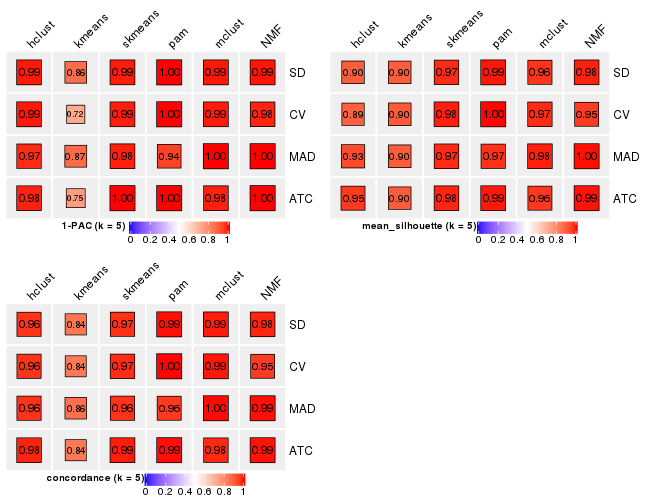 hclust kmeans skmeans pam mclust NMF
0.99 0.86 0.99 1.00 0.99 0.99 SD
0.99 0.72 0.99 1.00 0.99 0.98 CV
0.97 0.87 0.98 0.94 1.00 1.00 MAD
0.98 0.75 1.00 1.00 0.98 1.00 ATC
1-PAC (k = 5)
0 0.2 0.4 0.6 0.8 1
hclust kmeans skmeans pam mclust NMF
0.90 0.90 0.97 0.99 0.96 0.98 SD
0.89 0.90 0.98 1.00 0.97 0.95 CV
0.93 0.90 0.97 0.97 0.98 1.00 MAD
0.95 0.90 0.98 0.99 0.96 0.99 ATC
mean_silhouette (k = 5)
0 0.2 0.4 0.6 0.8 1
hclust kmeans skmeans pam mclust NMF
0.96 0.84 0.97 0.99 0.99 0.98 SD
0.96 0.84 0.97 1.00 0.99 0.95 CV
0.96 0.86 0.96 0.96 1.00 0.99 MAD
0.98 0.84 0.99 0.99 0.98 0.99 ATC
concordance (k = 5)
0 0.2 0.4 0.6 0.8 1